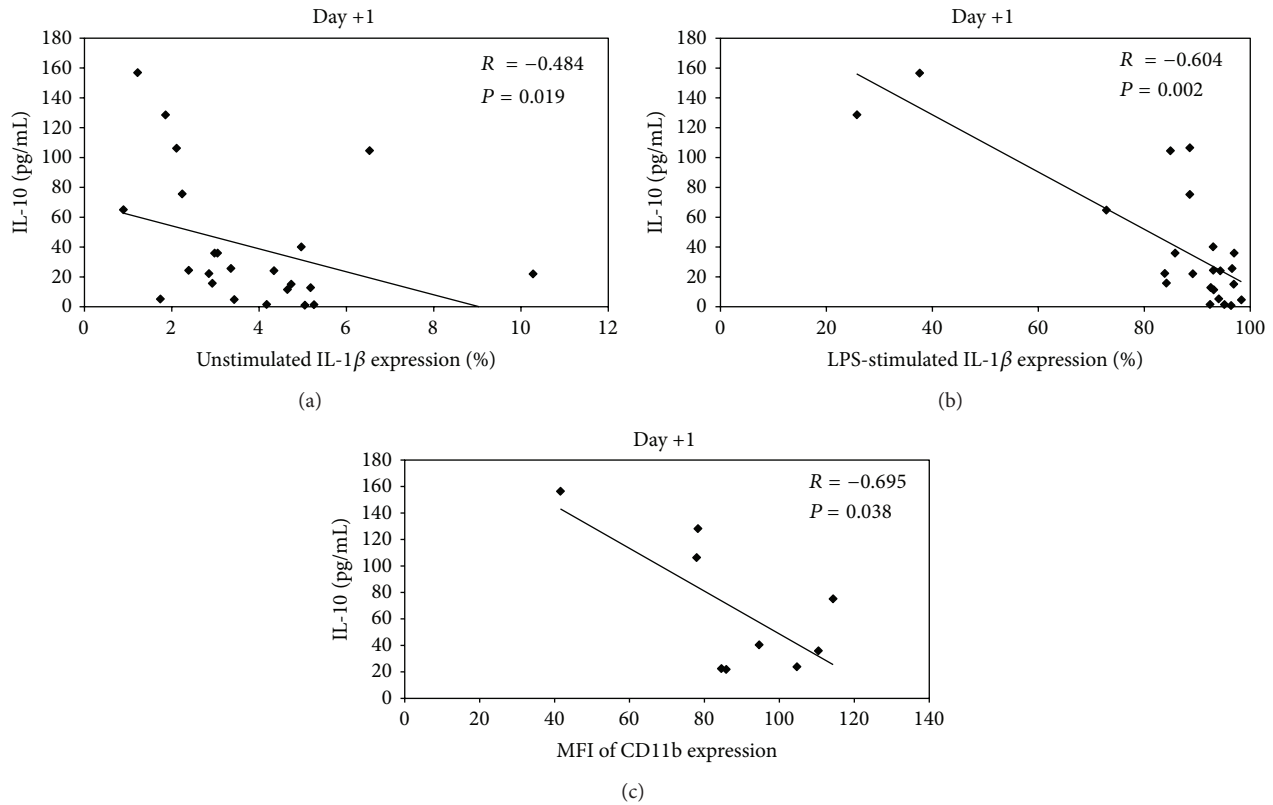 Day +1
180
160
140
120
100
80
60
40
20
0
IL-10 (pg/mL)
R = −0.484
P = 0.019
0 2 4 6 8 10 12
Unstimulated IL-1β expression (%)
(a)
Day +1
180
160
140
120
100
80
60
40
20
0
IL-10 (pg/mL)
R = −0.604
P = 0.002
0 20 40 60 80 100
LPS-stimulated IL-1β expression (%)
(b)
Day +1
180
160
140
120
100
80
60
40
20
0
IL-10 (pg/mL)
R = −0.695
P = 0.038
0 20 40 60 80 100 120 140
MFI of CD11b expression
(c)